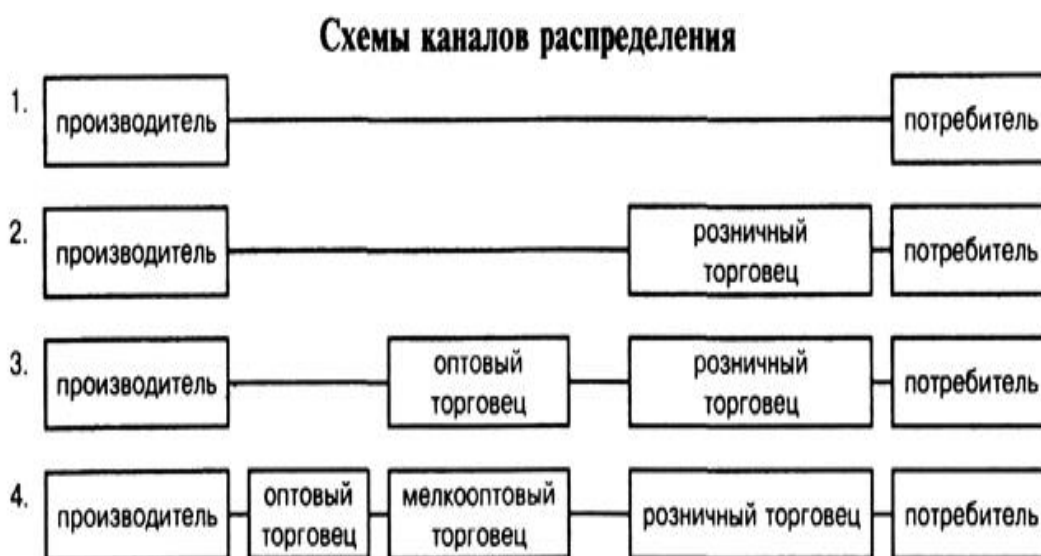 Схемы каналов распределения
1. производитель потребитель
2. производитель розничный торговец потребитель
3. производитель оптовый торговец розничный торговец потребитель
4. производитель оптовый торговец мелкооптовый торговец розничный торговец потребитель